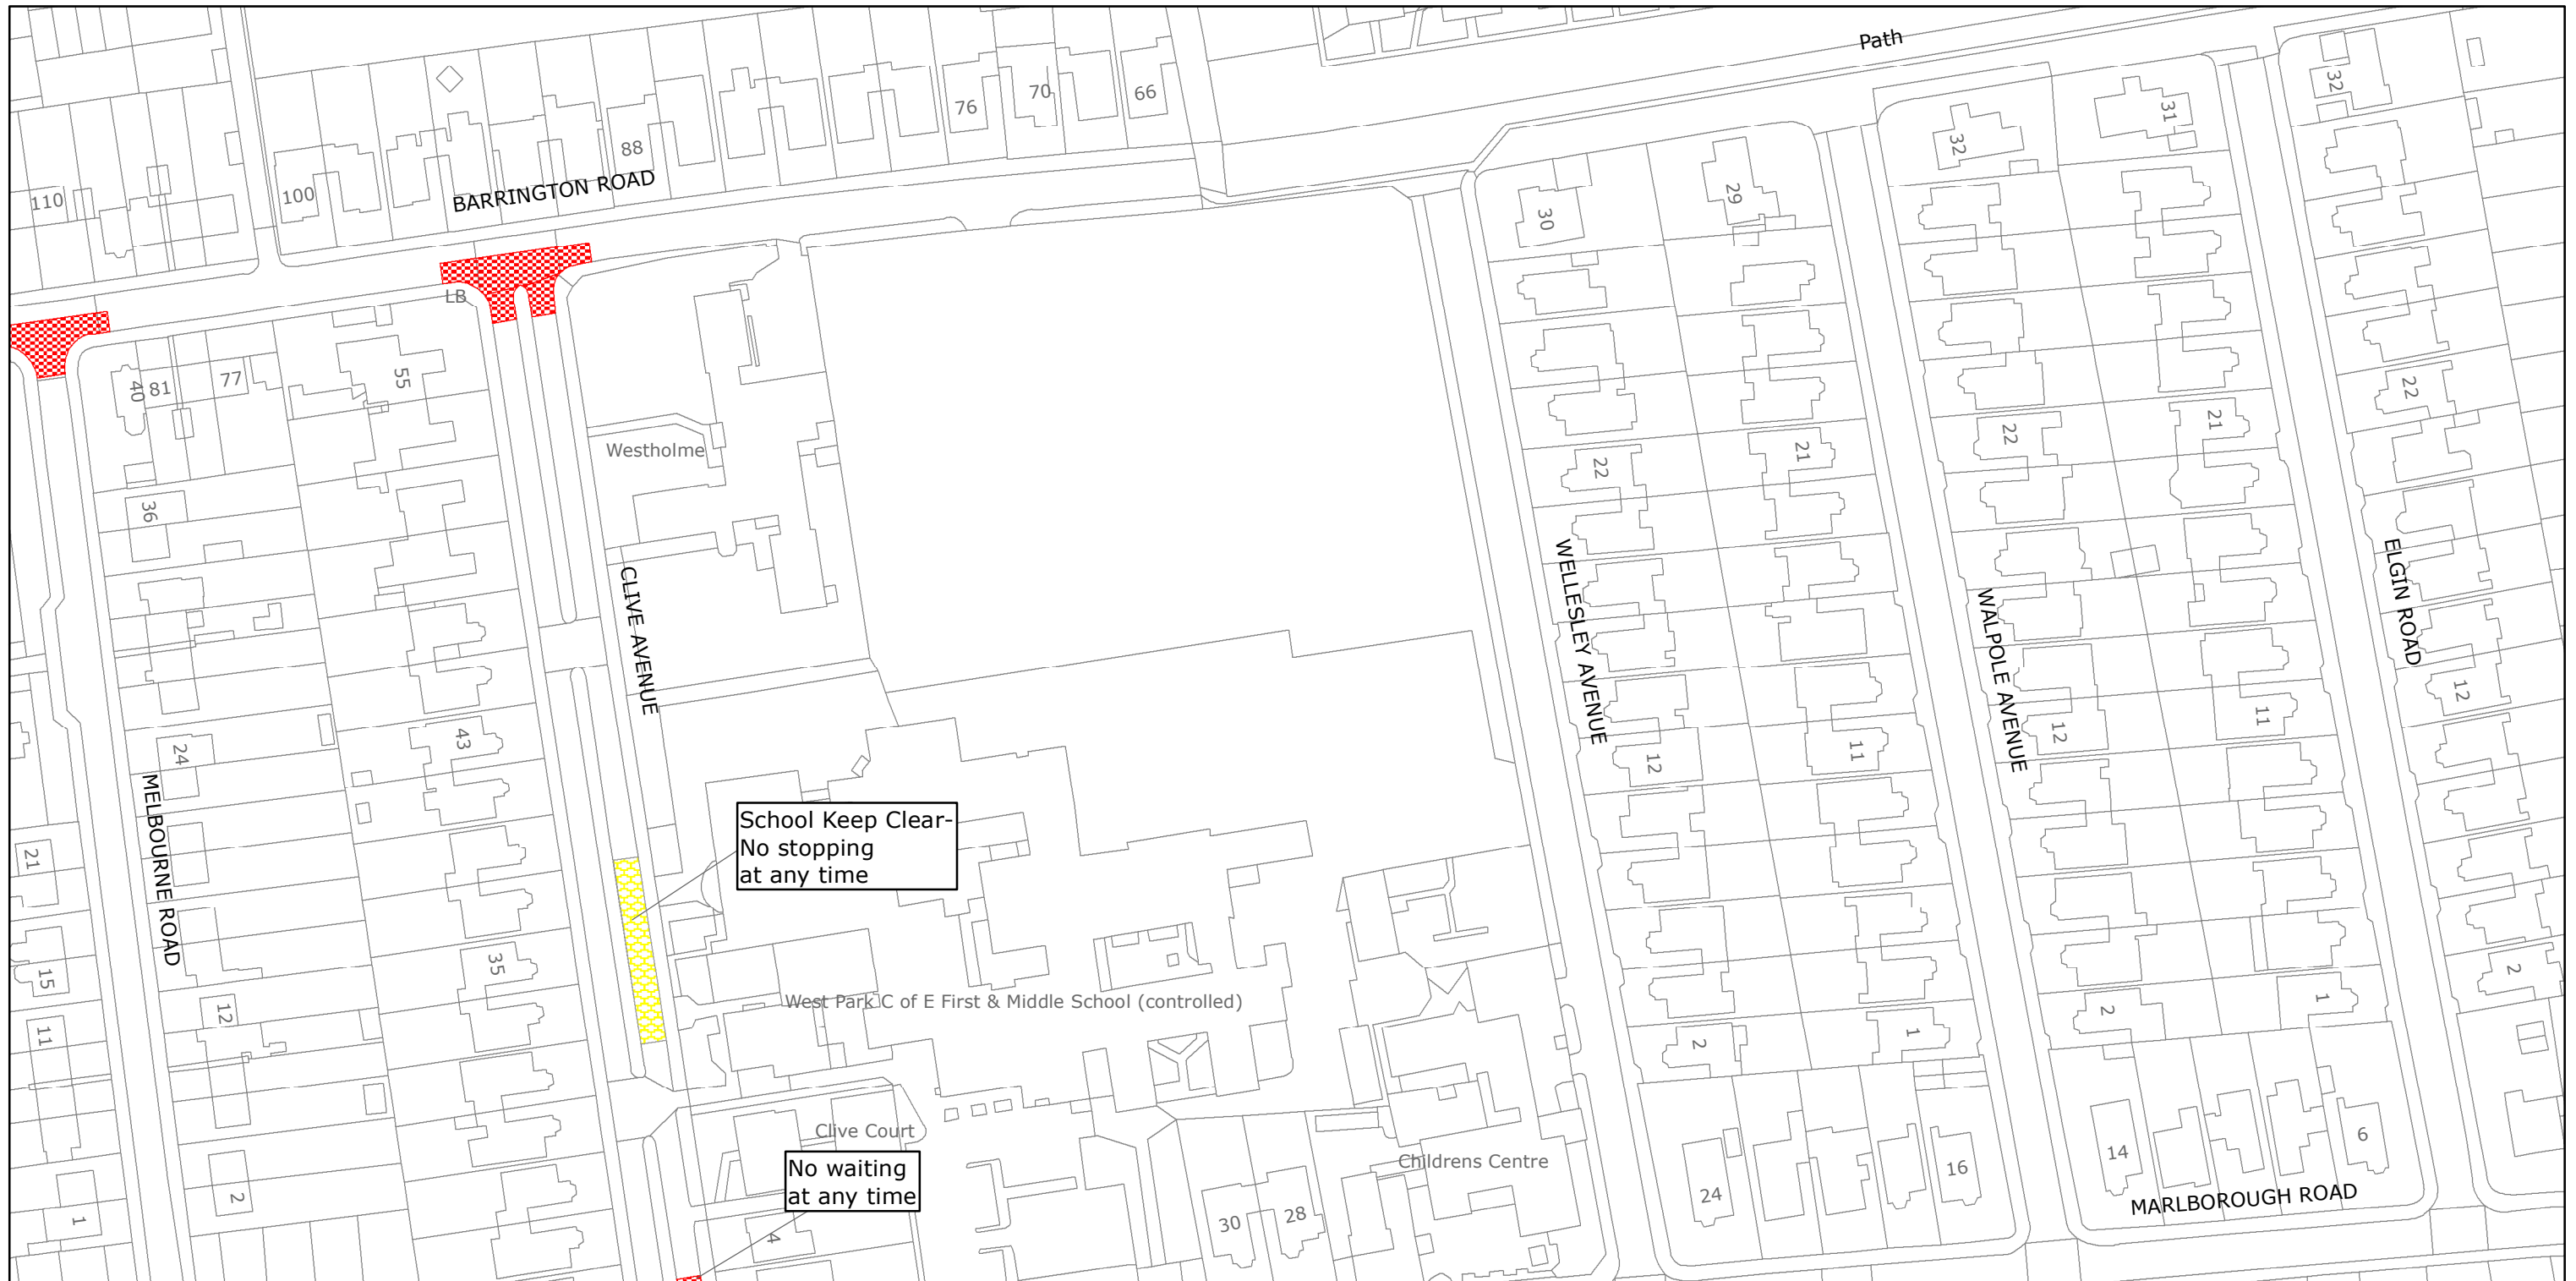 Path
32
31
32
76
70
66
88
29
30
110
100
BARRINGTON ROAD
LB
40
81
77
55
22
21
22
21
Westholme
22
36
CLIVE AVENUE
WELLESLEY AVENUE
WALPOLE AVENUE
ELGIN ROAD
12
11
12
11
12
43
24
MELBOURNE ROAD
School Keep Clear-
No stopping
at any time
21
35
15
12
11
West Park C of E First & Middle School (controlled)
2
1
2
1
2
Clive Court
Childrens Centre
No waiting
at any time
14
6
24
16
MARLBOROUGH ROAD
2
1
4
30
28